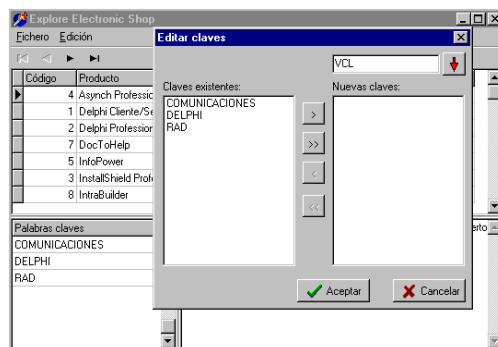 Explore Electronic Shop
Fichero Edición
Código Producto
4 Asynch Professic
1 Delphi Cliente/Se
2 Delphi Professior
7 DocToHelp
5 InfoPower
3 InstallShield Profe
8 IntraBuilder
Palabras claves
COMUNICACIONES
DELPHI
RAD
erto
Editar claves
VCL
Claves existentes:
Nuevas claves:
COMUNICACIONES
DELPHI
RAD
>
>>
<
<<
Aceptar
Cancelar